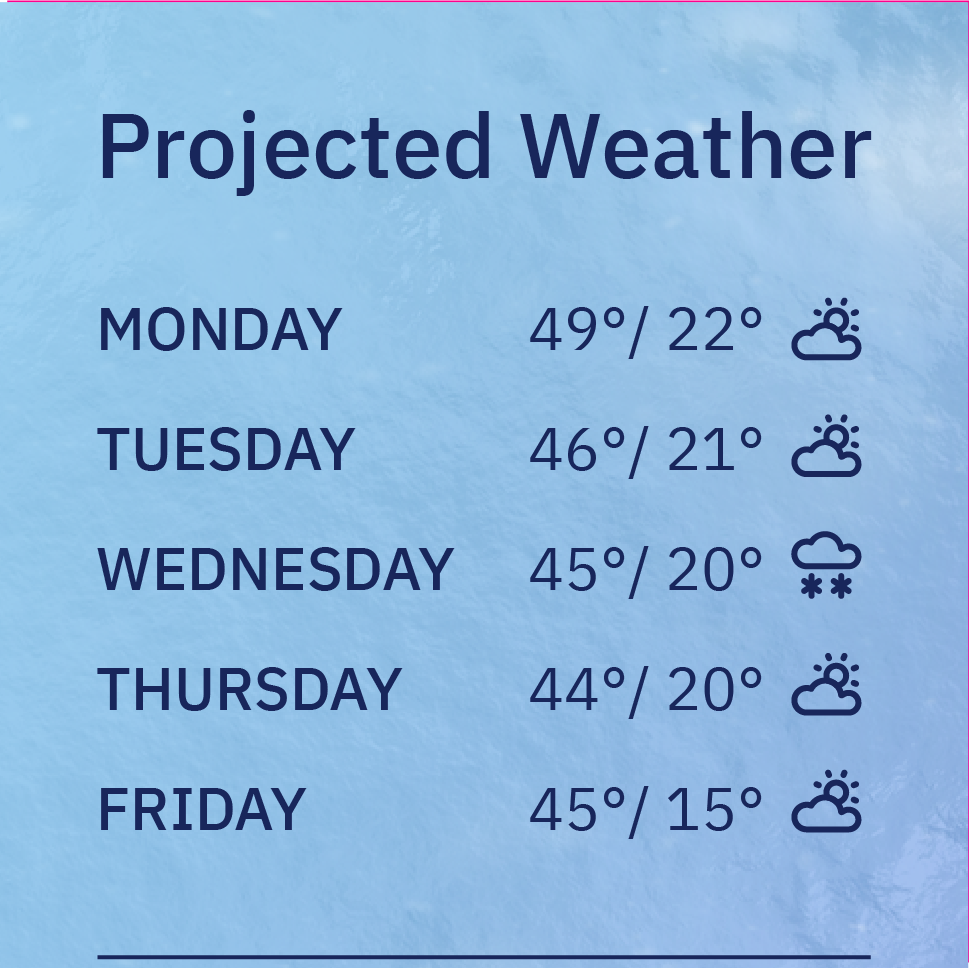 Projected Weather
MONDAY 49°/ 22°
TUESDAY 46°/ 21°
WEDNESDAY 45°/ 20°
THURSDAY 44°/ 20°
FRIDAY 45°/ 15°